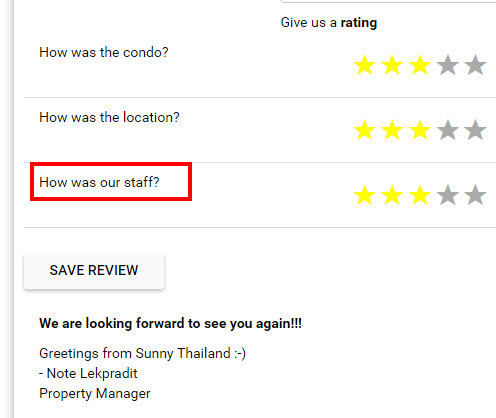 Give us a rating
How was the condo?
How was the location?
How was our staff?
SAVE REVIEW
We are looking forward to see you again!!!
Greetings from Sunny Thailand :-)
- Note Lekpradit
Property Manager